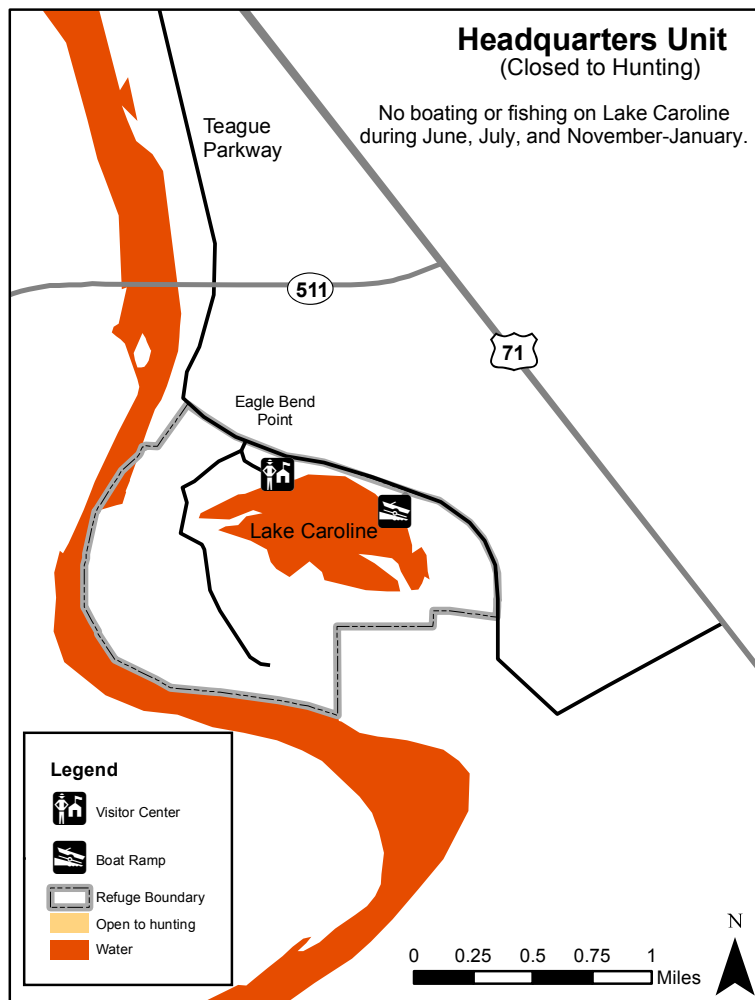 Headquarters Unit
(Closed to Hunting)
No boating or fishing on Lake Caroline
during June, July, and November-January.
Teague
Parkway
511
71
Eagle Bend
Point
Lake Caroline
Legend
Visitor Center
Boat Ramp
Refuge Boundary
Open to hunting
Water
0 0.25 0.5 0.75 1
Miles
N